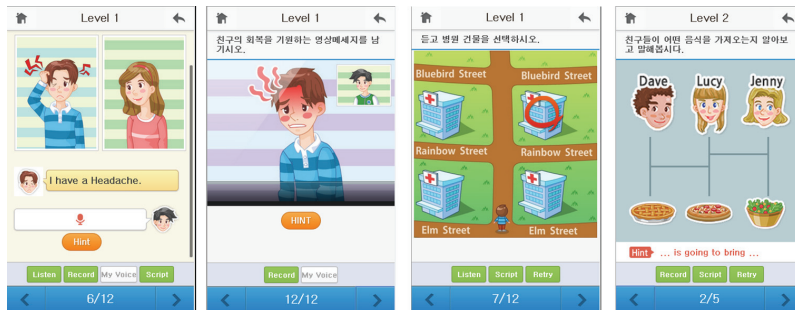 Level 1
I have a Headache.
Hint
Listen Record My Voice Script
6/12
Level 1
친구의 회복을 기원하는 영상메세지를 남
기시오.
HINT
Record My Voice
12/12
Level 1
듣고 병원 건물을 선택하시오.
Bluebird Street Bluebird Street
Rainbow Street Rainbow Street
Elm Street Elm Street
Listen Script Retry
7/12
Level 2
친구들이 어떤 음식을 가져오는지 알아보
고 말해봅시다.
Dave Lucy Jenny
Hint ... is going to bring ...
Record Script Retry
2/5